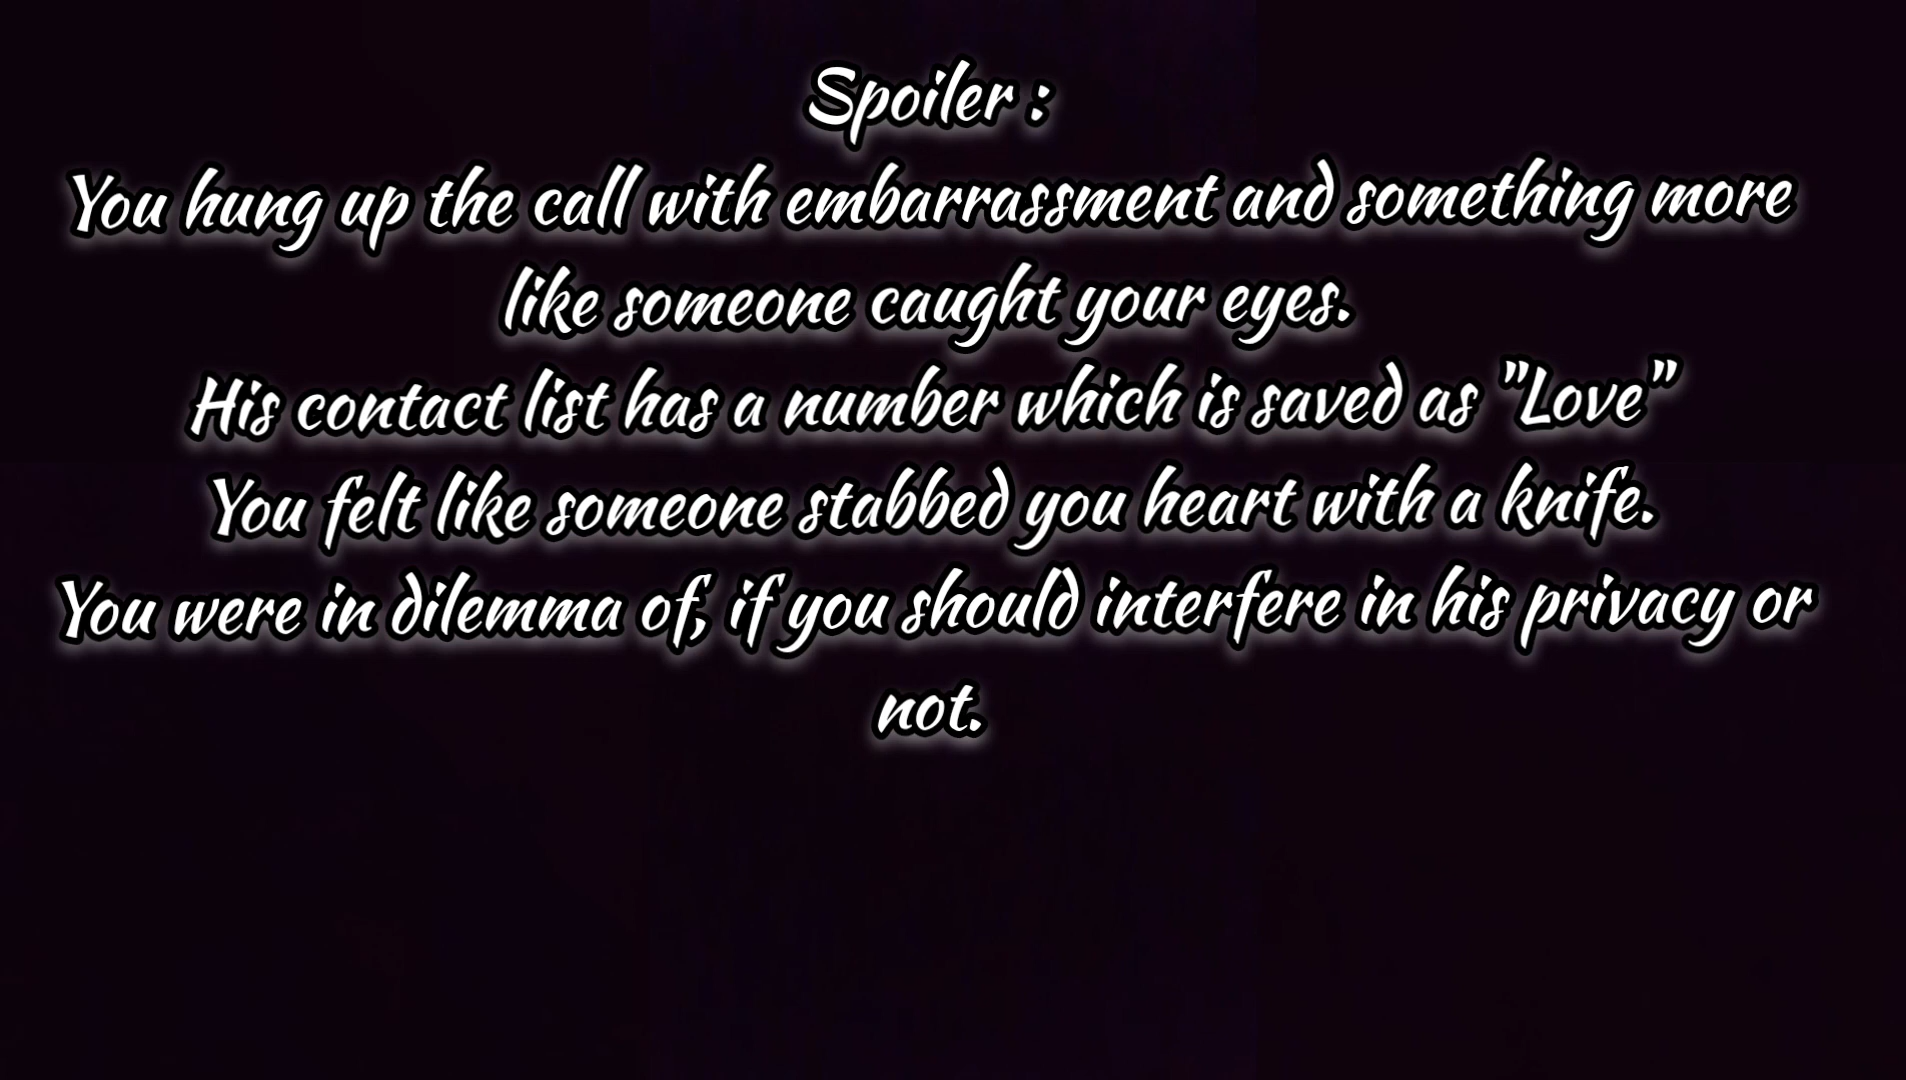 Spoiler :
You hung up the call with embarrassment and something more
like someone caught your eyes.
His contact list has a number which is saved as "Love"
You felt like someone stabbed you heart with a knife.
You were in dilemma of, if you should interfere in his privacy or
not.